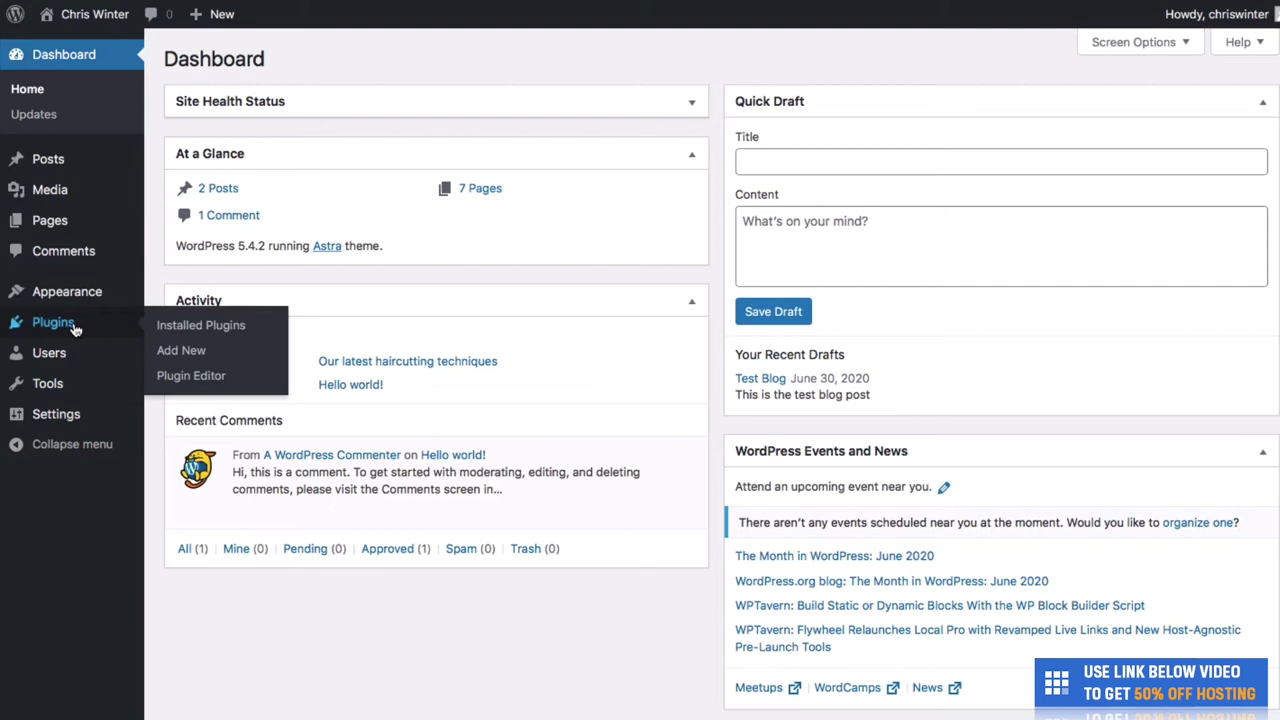 Chris Winter 0 New Howdy, chriswinter
Dashboard
Home
Updates
Posts
Media
Pages
Comments
Appearance
Plugins
Users
Tools
Settings
Collapse menu
Installed Plugins
Add New
Plugin Editor
Screen Options Help
Dashboard
Site Health Status
At a Glance
2 Posts 7 Pages
1 Comment
WordPress 5.4.2 running Astra theme.
Activity
Our latest haircutting techniques
Hello world!
Recent Comments
From A WordPress Commenter on Hello world!
Hi, this is a comment. To get started with moderating, editing, and deleting
comments, please visit the Comments screen in…
All (1) | Mine (0) | Pending (0) | Approved (1) | Spam (0) | Trash (0)
Quick Draft
Title
Content
What's on your mind?
Save Draft
Your Recent Drafts
Test Blog June 30, 2020
This is the test blog post
WordPress Events and News
Attend an upcoming event near you.
There aren't any events scheduled near you at the moment. Would you like to organize one?
The Month in WordPress: June 2020
WordPress.org blog: The Month in WordPress: June 2020
WPTavern: Build Static or Dynamic Blocks With the WP Block Builder Script
WPTavern: Flywheel Relaunches Local Pro with Revamped Live Links and New Host-Agnostic
Pre-Launch Tools
Meetups | WordCamps | News
USE LINK BELOW VIDEO
TO GET 50% OFF HOSTING